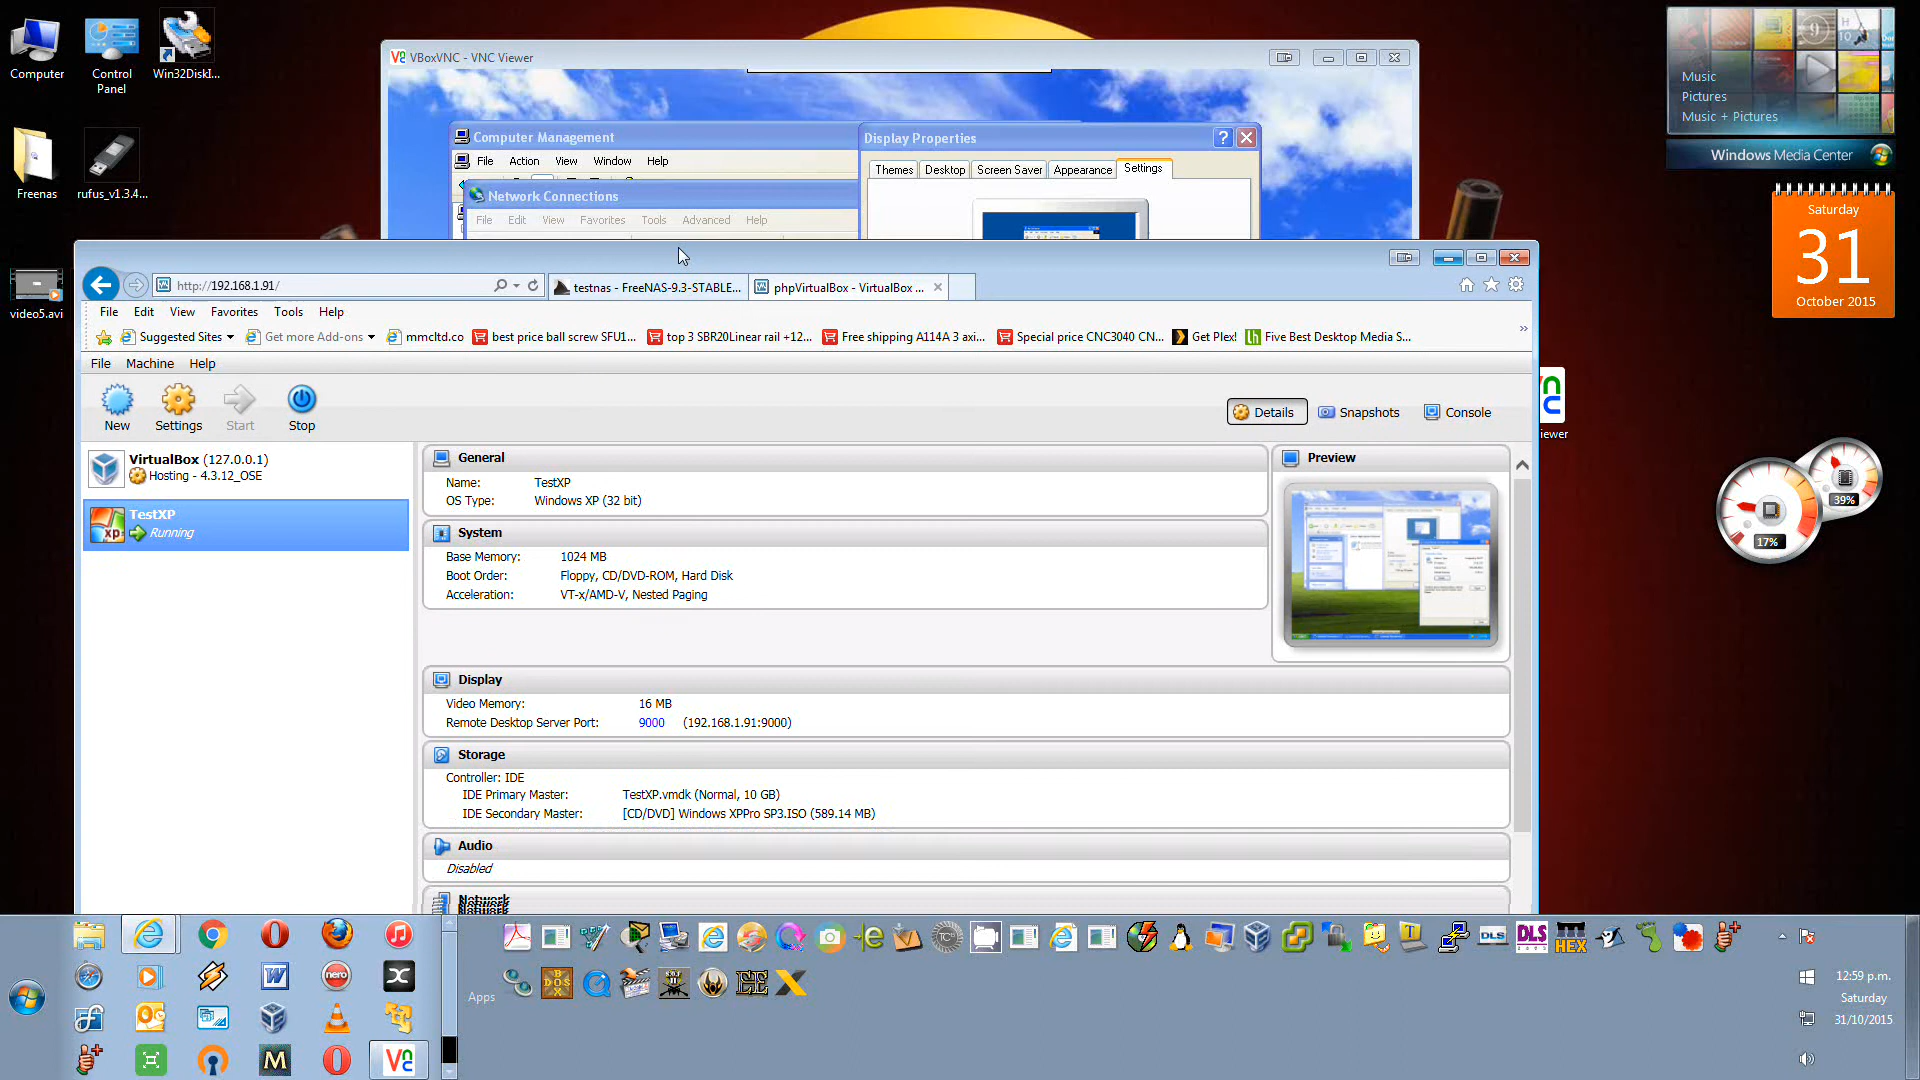 Computer
Control Panel
Win32DiskI...
Freenas
rufus_v1.3.4...
video5.avi
VBoxVNC - VNC Viewer
Computer Management
File Action View Window Help
Network Connections
File Edit View Favorites Tools Advanced Help
Display Properties
Themes Desktop Screen Saver Appearance Settings
Music
Pictures
Music + Pictures
Windows Media Center
Saturday
31
October 2015
39%
17%
http://192.168.1.91/
testnas - FreeNAS-9.3-STABLE...
phpVirtualBox - VirtualBox ...
File Edit View Favorites Tools Help
Suggested Sites Get more Add-ons mmcltd.co best price ball screw SFU1... top 3 SBR20Linear rail +12... Free shipping A114A 3 axi... Special price CNC3040 CN... Get Plex! Five Best Desktop Media S...
File Machine Help
New Settings Start Stop
Details Snapshots Console
iewer
VirtualBox (127.0.0.1)
Hosting - 4.3.12_OSE
TestXP
Running
General
Name: TestXP
OS Type: Windows XP (32 bit)
System
Base Memory: 1024 MB
Boot Order: Floppy, CD/DVD-ROM, Hard Disk
Acceleration: VT-x/AMD-V, Nested Paging
Preview
Display
Video Memory: 16 MB
Remote Desktop Server Port: 9000 (192.168.1.91:9000)
Storage
Controller: IDE
IDE Primary Master: TestXP.vmdk (Normal, 10 GB)
IDE Secondary Master: [CD/DVD] Windows XPPro SP3.ISO (589.14 MB)
Audio
Disabled
Network
Apps
DLS
DLS
HEX
nero
12:59 p.m.
Saturday
31/10/2015